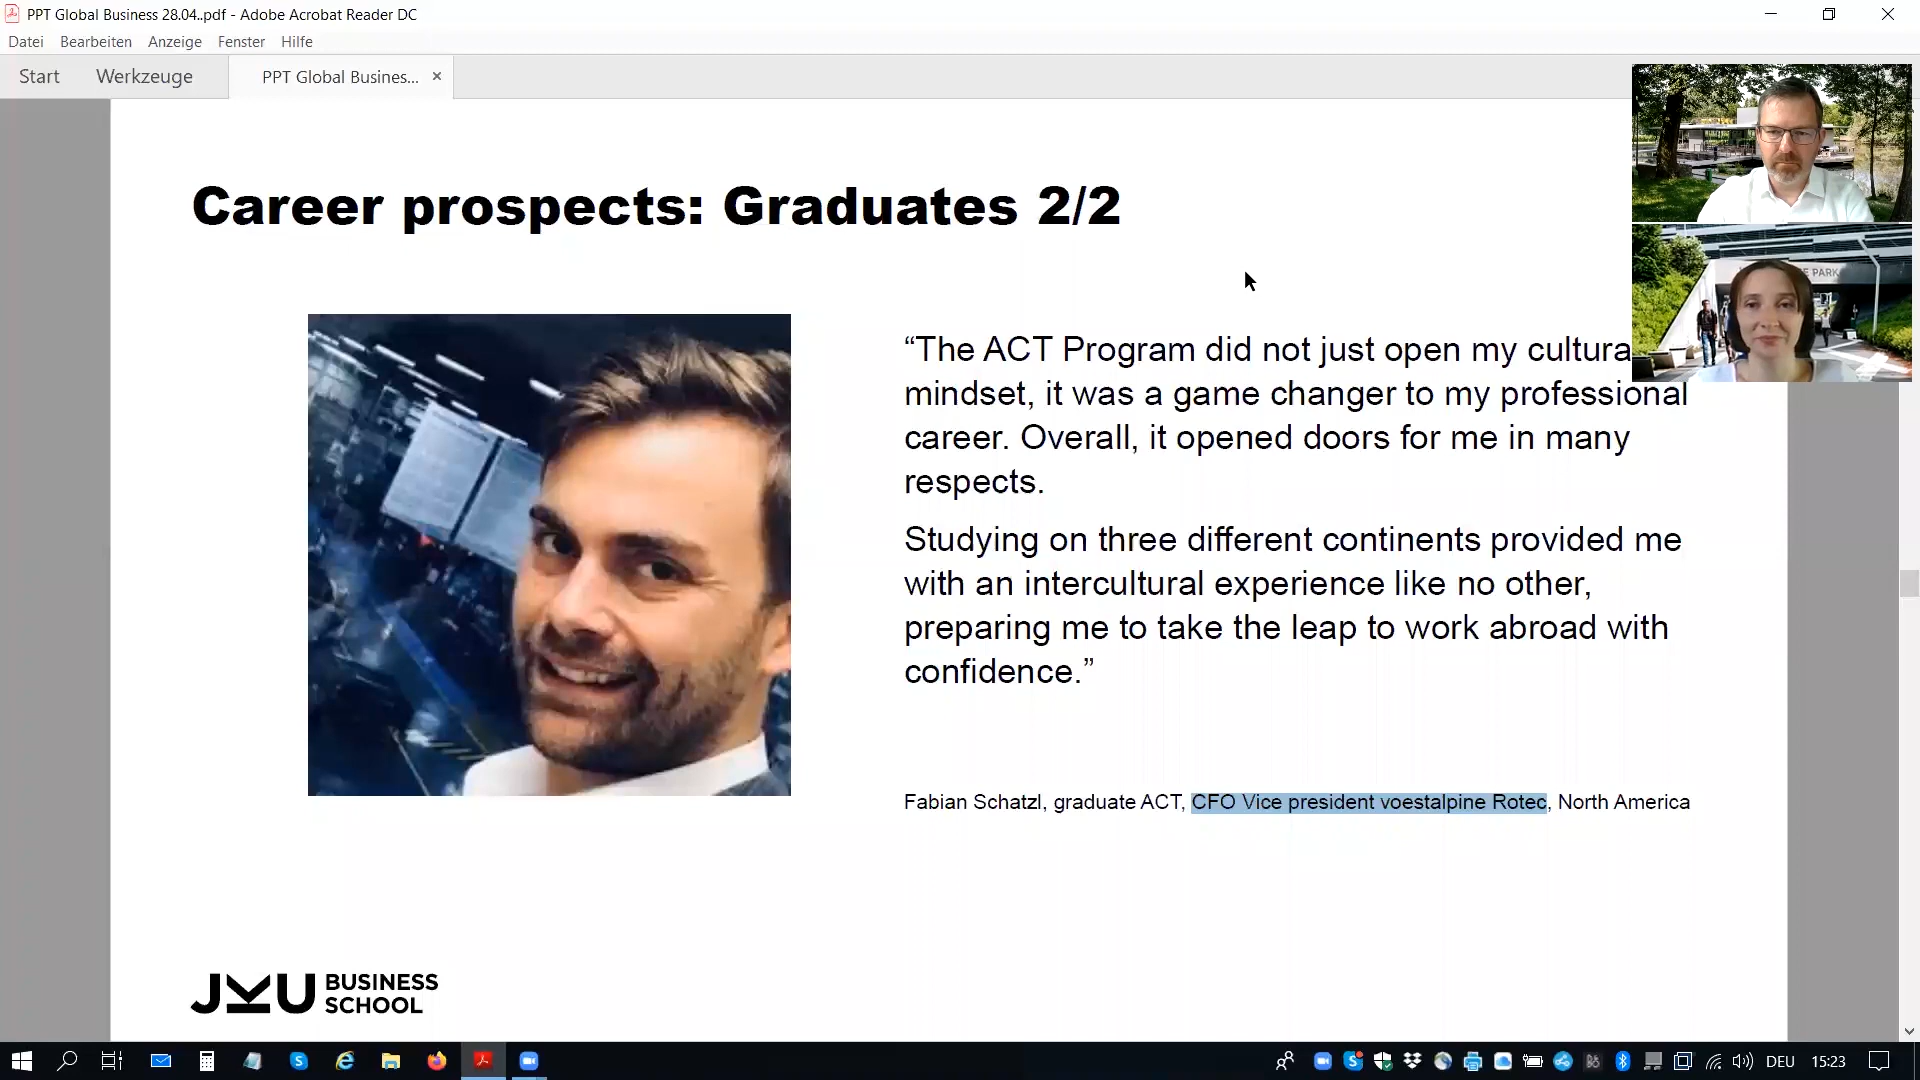 PPT Global Business 28.04..pdf - Adobe Acrobat Reader DC
Datei Bearbeiten Anzeige Fenster Hilfe
Start Werkzeuge PPT Global Busines... ×
Career prospects: Graduates 2/2
“The ACT Program did not just open my cultura
mindset, it was a game changer to my professional
career. Overall, it opened doors for me in many
respects.
Studying on three different continents provided me
with an intercultural experience like no other,
preparing me to take the leap to work abroad with
confidence.”
Fabian Schatzl, graduate ACT, CFO Vice president voestalpine Rotec, North America
JKU BUSINESS
SCHOOL
DEU 15:23